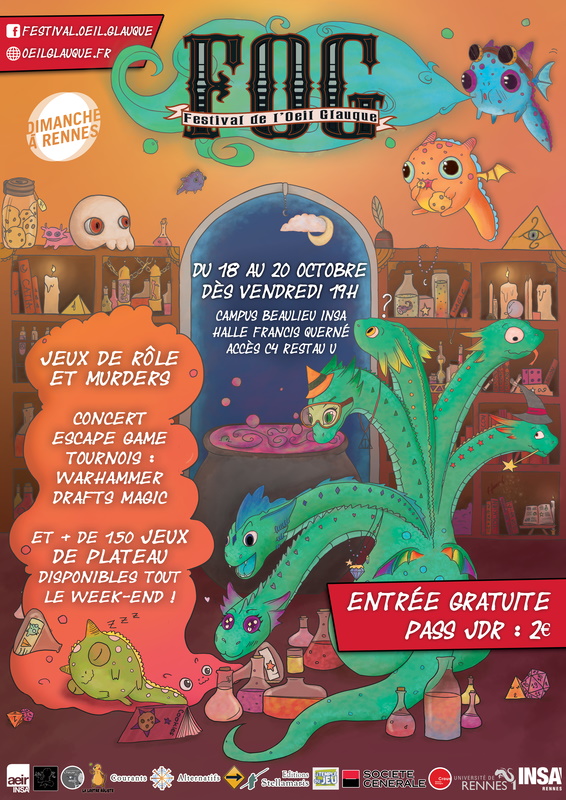 FESTIVAL.OEIL.GLAUQUE
OEILGLAUQUE.FR
FOG
Festival de l'Oeil Glauque
DIMANCHE
À RENNES
DU 18 AU 20 OCTOBRE
DÈS VENDREDI 19H
CAMPUS BEAULIEU INSA
HALLE FRANCIS QUERNÉ
ACCÈS C4 RESTAU U
?
JEUX DE RÔLE
ET MURDERS
CONCERT
ESCAPE GAME
TOURNOIS :
WARHAMMER
DRAFTS MAGIC
ET + DE 150 JEUX
DE PLATEAU
DISPONIBLES TOUT
LE WEEK-END !
ENTRÉE GRATUITE
PASS JDR : 2€
zzz
aeir
INSA
Courants Alternatifs
Editions
Stellamaris
SOCIETE
GENERALE
UNIVERSITÉ DE
RENNES
INSA
RENNES